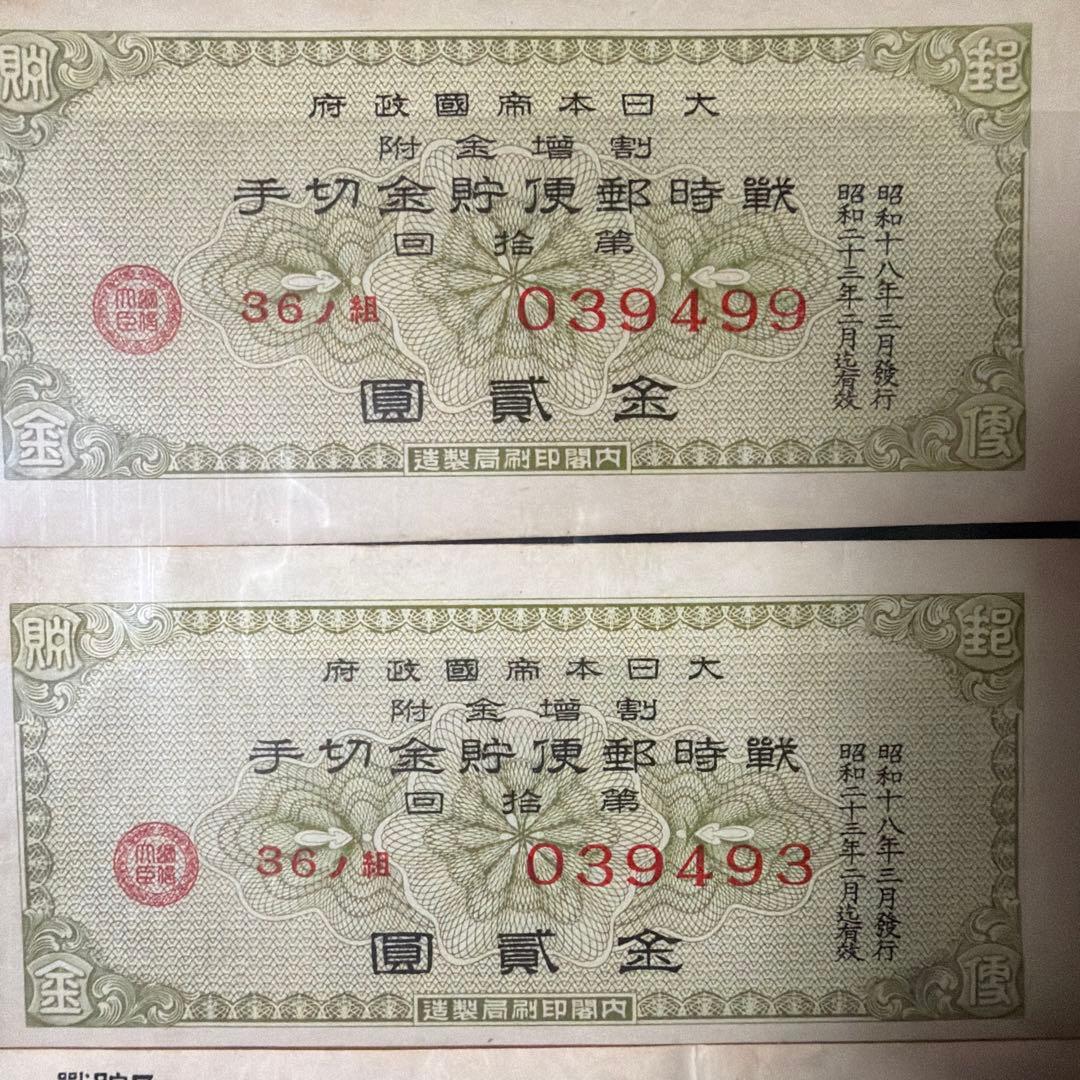 郵便貯金
大日本帝國政府
割増金附
戰時郵便貯金切手
第拾回
36ノ組 039499
金貳圓
昭和十八年三月發行
昭和二十三年二月迄有效
内閣印刷局製造
郵便貯金
大日本帝國政府
割増金附
戰時郵便貯金切手
第拾回
36ノ組 039493
金貳圓
昭和十八年三月發行
昭和二十三年二月迄有效
内閣印刷局製造